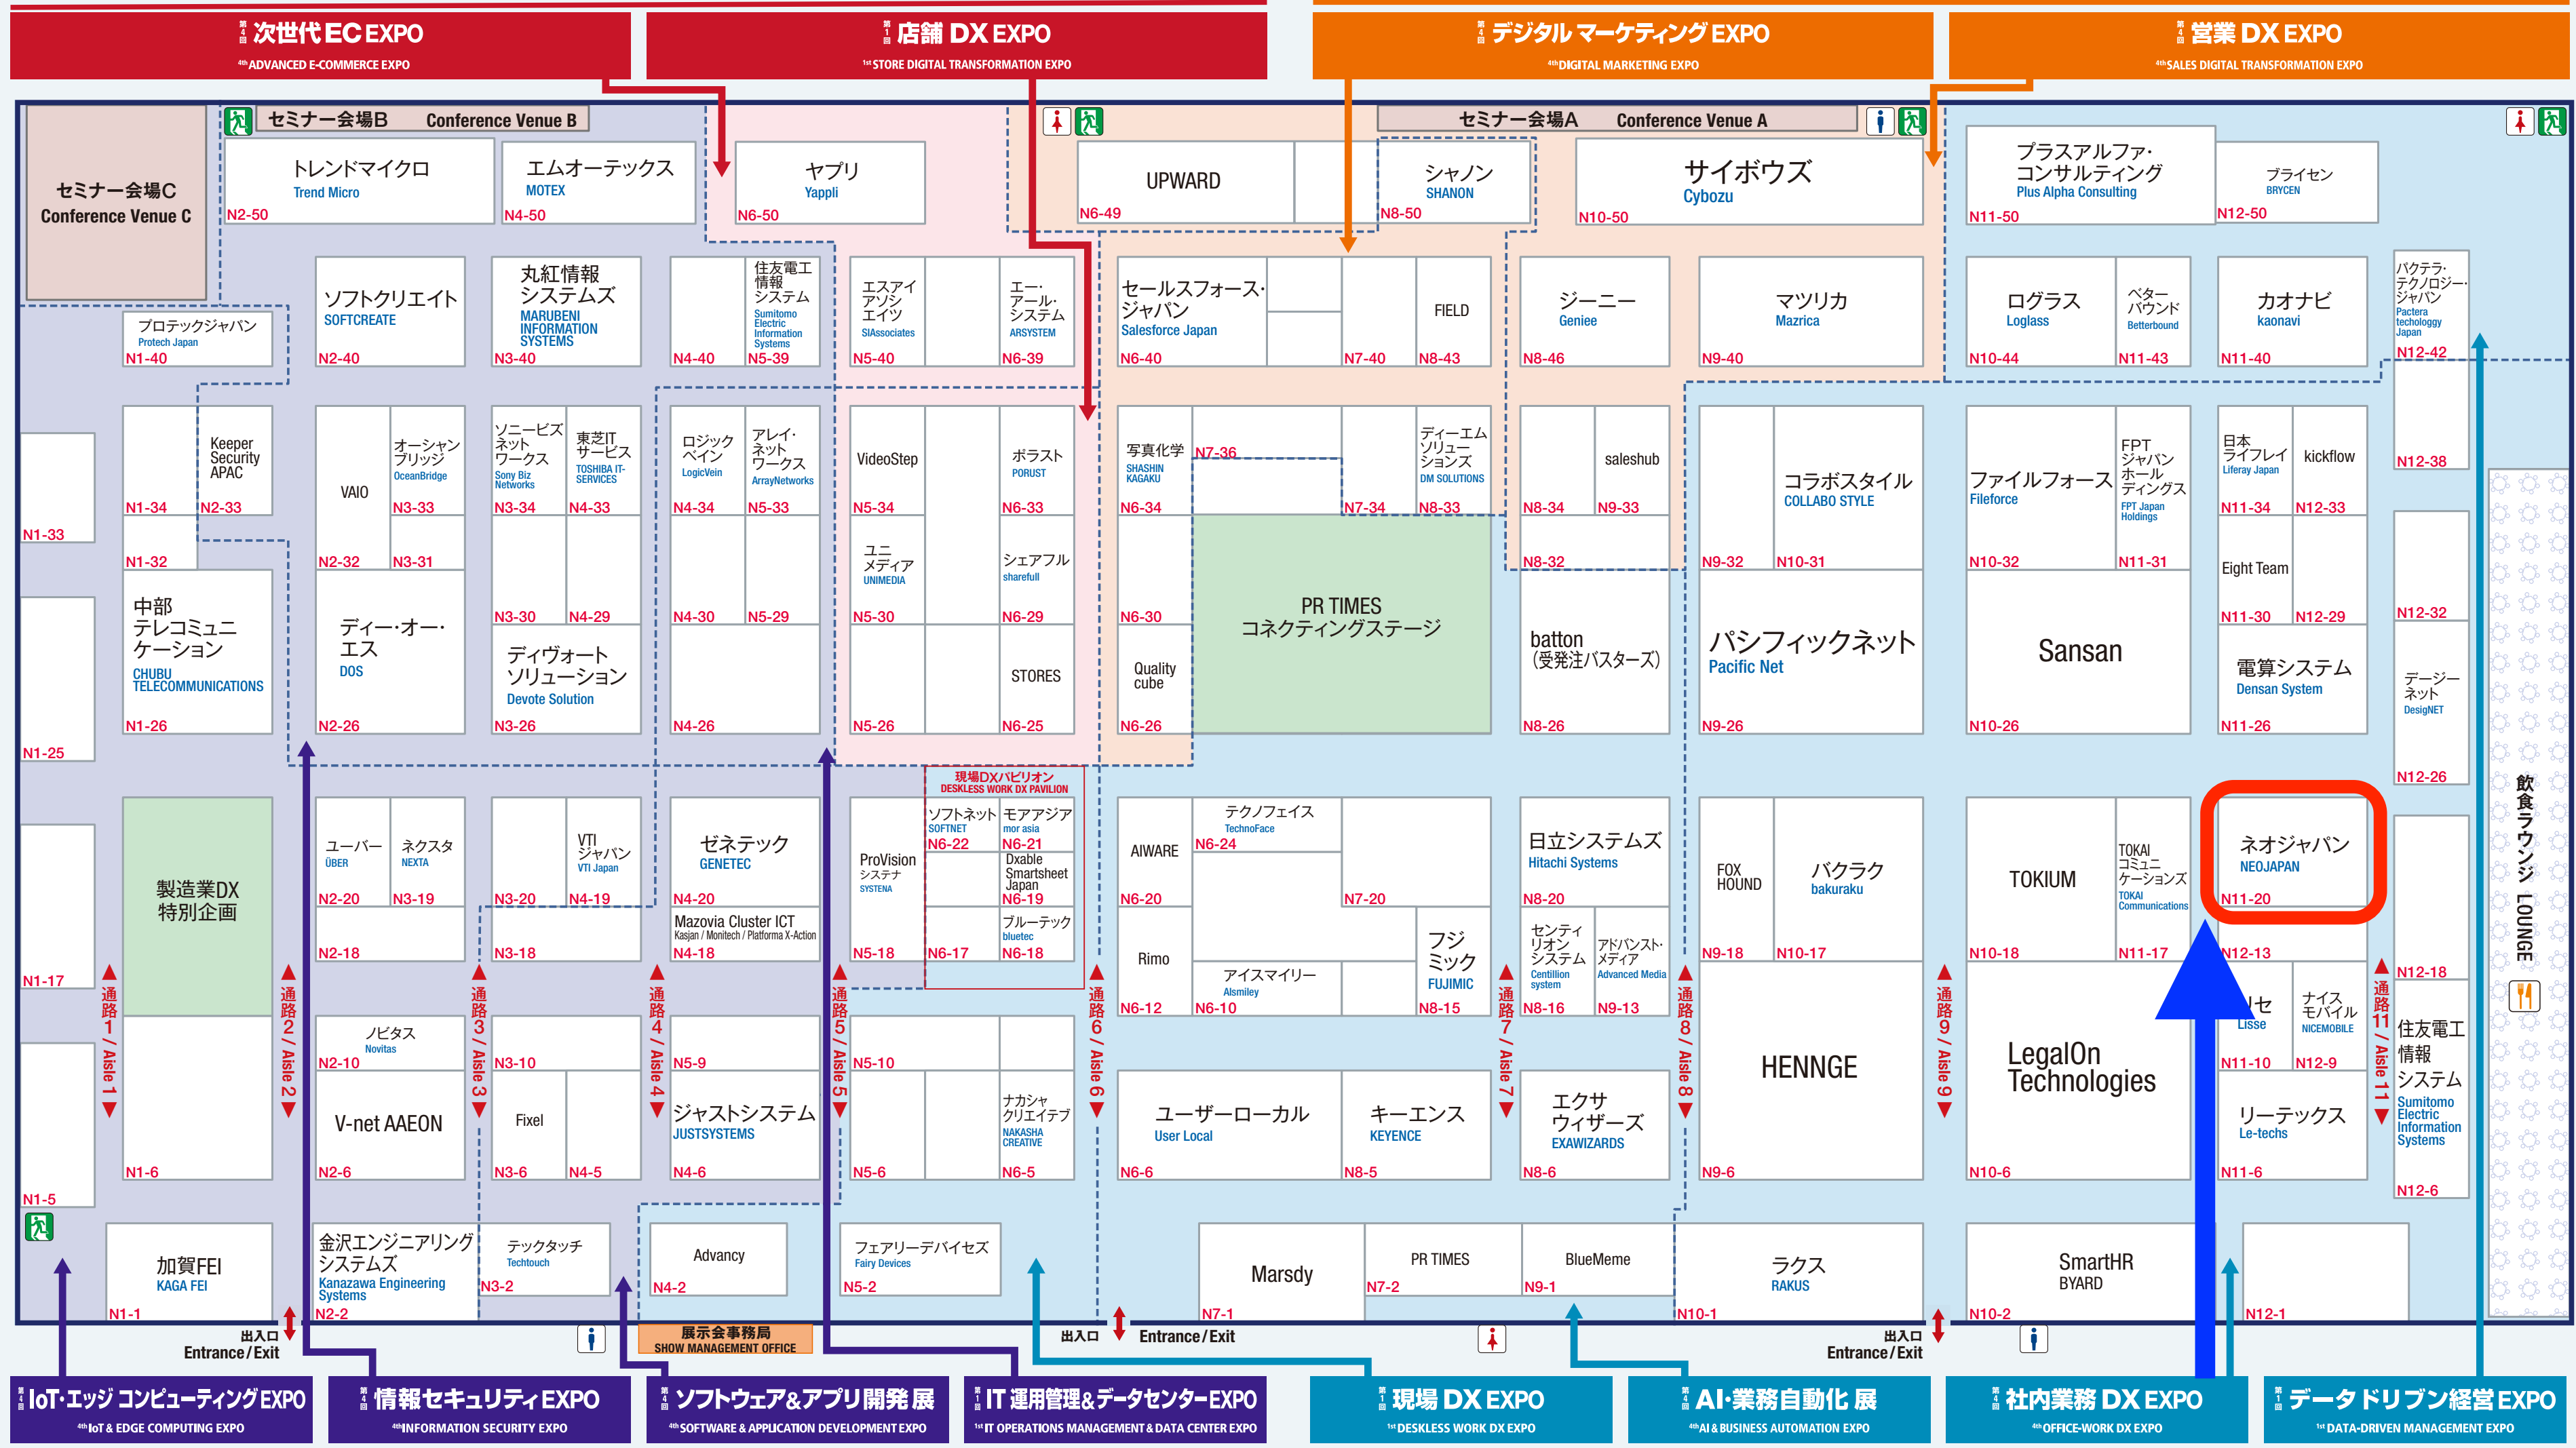 第4回 次世代 EC EXPO
4th ADVANCED E-COMMERCE EXPO
第1回 店舗 DX EXPO
1st STORE DIGITAL TRANSFORMATION EXPO
第4回 デジタル マーケティング EXPO
4th DIGITAL MARKETING EXPO
第4回 営業 DX EXPO
4th SALES DIGITAL TRANSFORMATION EXPO
セミナー会場C
Conference Venue C
セミナー会場B Conference Venue B
セミナー会場A Conference Venue A
トレンドマイクロ
Trend Micro
N2-50
エムオーテックス
MOTEX
N4-50
ヤプリ
Yappli
N6-50
UPWARD
N6-49
シャノン
SHANON
N8-50
サイボウズ
Cybozu
N10-50
プラスアルファ・
コンサルティング
Plus Alpha Consulting
N11-50
ブライセン
BRYCEN
N12-50
プロテックジャパン
Protech Japan
N1-40
ソフトクリエイト
SOFTCREATE
N2-40
丸紅情報
システムズ
MARUBENI
INFORMATION
SYSTEMS
N3-40
N4-40
住友電工
情報
システム
Sumitomo
Electric
Information
Systems
N5-39
エスアイ
アソシ
エイツ
SIAssociates
N5-40
エー・
アール・
システム
ARSYSTEM
N6-39
セールスフォース・
ジャパン
Salesforce Japan
N6-40
N7-40
FIELD
N8-43
ジーニー
Geniee
N8-46
マツリカ
Mazrica
N9-40
ログラス
Loglass
N10-44
ベター
バウンド
Betterbound
N11-43
カオナビ
kaonavi
N11-40
パクテラ・
テクノロジー・
ジャパン
Pactera
techology
Japan
N12-42
N1-33
N1-34
Keeper
Security
APAC
N2-33
N1-32
VAIO
N2-32
オーシャン
ブリッジ
OceanBridge
N3-33
N3-31
ソニービズ
ネット
ワークス
Sony Biz
Networks
N3-34
東芝IT
サービス
TOSHIBA IT-
SERVICES
N4-33
ロジック
ベイン
LogicVein
N4-34
アレイ・
ネット
ワークス
ArrayNetworks
N5-33
VideoStep
N5-34
ポラスト
PORUST
N6-33
写真化学
SHASHIN
KAGAKU
N6-34
N7-36
N7-34
ディーエム
ソリュー
ションズ
DM SOLUTIONS
N8-33
N8-34
saleshub
N9-33
N8-32
N9-32
コラボスタイル
COLLABO STYLE
N10-31
ファイルフォース
Fileforce
N10-32
FPT
ジャパン
ホール
ディングス
FPT Japan
Holdings
N11-31
日本
ライフレイ
Liferay Japan
N11-34
kickflow
N12-33
N12-38
N1-25
中部
テレコミュニ
ケーション
CHUBU
TELECOMMUNICATIONS
N1-26
ディー・オー・
エス
DOS
N2-26
N3-30
N4-29
ディヴォート
ソリューション
Devote Solution
N3-26
N4-30
N5-29
N4-26
ユニ
メディア
UNIMEDIA
N5-30
シェアフル
sharefull
N6-29
N5-26
STORES
N6-25
N6-30
Quality
cube
N6-26
PR TIMES
コネクティングステージ
batton
(受発注バスターズ)
N8-26
パシフィックネット
Pacific Net
N9-26
Sansan
N10-26
Eight Team
N11-30
N12-29
電算システム
Densan System
N11-26
N12-32
デージー
ネット
DesigNET
N12-26
飲食ラウンジ LOUNGE
現場DXパビリオン
DESKLESS WORK DX PAVILION
N1-17
製造業DX
特別企画
ユーバー
ÜBER
N2-20
ネクスタ
NEXTA
N3-19
N2-18
N3-20
VTI
ジャパン
VTI Japan
N4-19
N3-18
ゼネテック
GENETEC
N4-20
Mazovia Cluster ICT
Kasjan / Monitech / Platforma X-Action
N4-18
ProVision
システナ
SYSTENA
N5-18
ソフトネット
SOFTNET
N6-22
モアアジア
mor asia
N6-21
Dxable
Smartsheet
Japan
N6-19
N6-17
ブルーテック
bluetec
N6-18
AIWARE
N6-20
テクノフェイス
TechnoFace
N6-24
N7-20
Rimo
N6-12
アイスマイリー
AIsmiley
N6-10
フジ
ミック
FUJIMIC
N8-15
日立システムズ
Hitachi Systems
N8-20
センティ
リオン
システム
Centillion
system
N8-16
アドバンスト・
メディア
Advanced Media
N9-13
FOX
HOUND
N9-18
バクラク
bakuraku
N10-17
TOKIUM
N10-18
TOKAI
コミュニ
ケーションズ
TOKAI
Communications
N11-17
ネオジャパン
NEOJAPAN
N11-20
N12-13
N12-18
通路1 / Aisle 1
通路2 / Aisle 2
通路3 / Aisle 3
通路4 / Aisle 4
通路5 / Aisle 5
通路6 / Aisle 6
通路7 / Aisle 7
通路8 / Aisle 8
通路9 / Aisle 9
通路11 / Aisle 11
N1-5
N1-6
ノビタス
Novitas
N2-10
V-net AAEON
N2-6
N3-10
Fixel
N3-6
N4-5
N5-9
ジャストシステム
JUSTSYSTEMS
N4-6
N5-10
N5-6
ナカシャ
クリエイテブ
NAKASHA
CREATIVE
N6-5
ユーザーローカル
User Local
N6-6
キーエンス
KEYENCE
N8-5
エクサ
ウィザーズ
EXAWIZARDS
N8-6
HENNGE
N9-6
LegalOn
Technologies
N10-6
リセ
Lisse
N11-10
ナイス
モバイル
NICEMOBILE
N12-9
リーテックス
Le-techs
N11-6
住友電工
情報
システム
Sumitomo
Electric
Information
Systems
N12-6
加賀FEI
KAGA FEI
N1-1
金沢エンジニアリング
システムズ
Kanazawa Engineering
Systems
N2-2
テックタッチ
Techtouch
N3-2
Advancy
N4-2
フェアリーデバイセズ
Fairy Devices
N5-2
Marsdy
N7-1
PR TIMES
N7-2
BlueMeme
N9-1
ラクス
RAKUS
N10-1
SmartHR
BYARD
N10-2
N12-1
出入口
Entrance/Exit
展示会事務局
SHOW MANAGEMENT OFFICE
出入口 Entrance/Exit
出入口
Entrance/Exit
第4回 IoT・エッジ コンピューティング EXPO
4th IoT & EDGE COMPUTING EXPO
第4回 情報セキュリティ EXPO
4th INFORMATION SECURITY EXPO
第4回 ソフトウェア&アプリ開発 展
4th SOFTWARE & APPLICATION DEVELOPMENT EXPO
第1回 IT 運用管理&データセンター EXPO
1st IT OPERATIONS MANAGEMENT & DATA CENTER EXPO
第1回 現場 DX EXPO
1st DESKLESS WORK DX EXPO
第4回 AI・業務自動化 展
4th AI & BUSINESS AUTOMATION EXPO
第4回 社内業務 DX EXPO
4th OFFICE-WORK DX EXPO
第1回 データ ドリブン経営 EXPO
1st DATA-DRIVEN MANAGEMENT EXPO